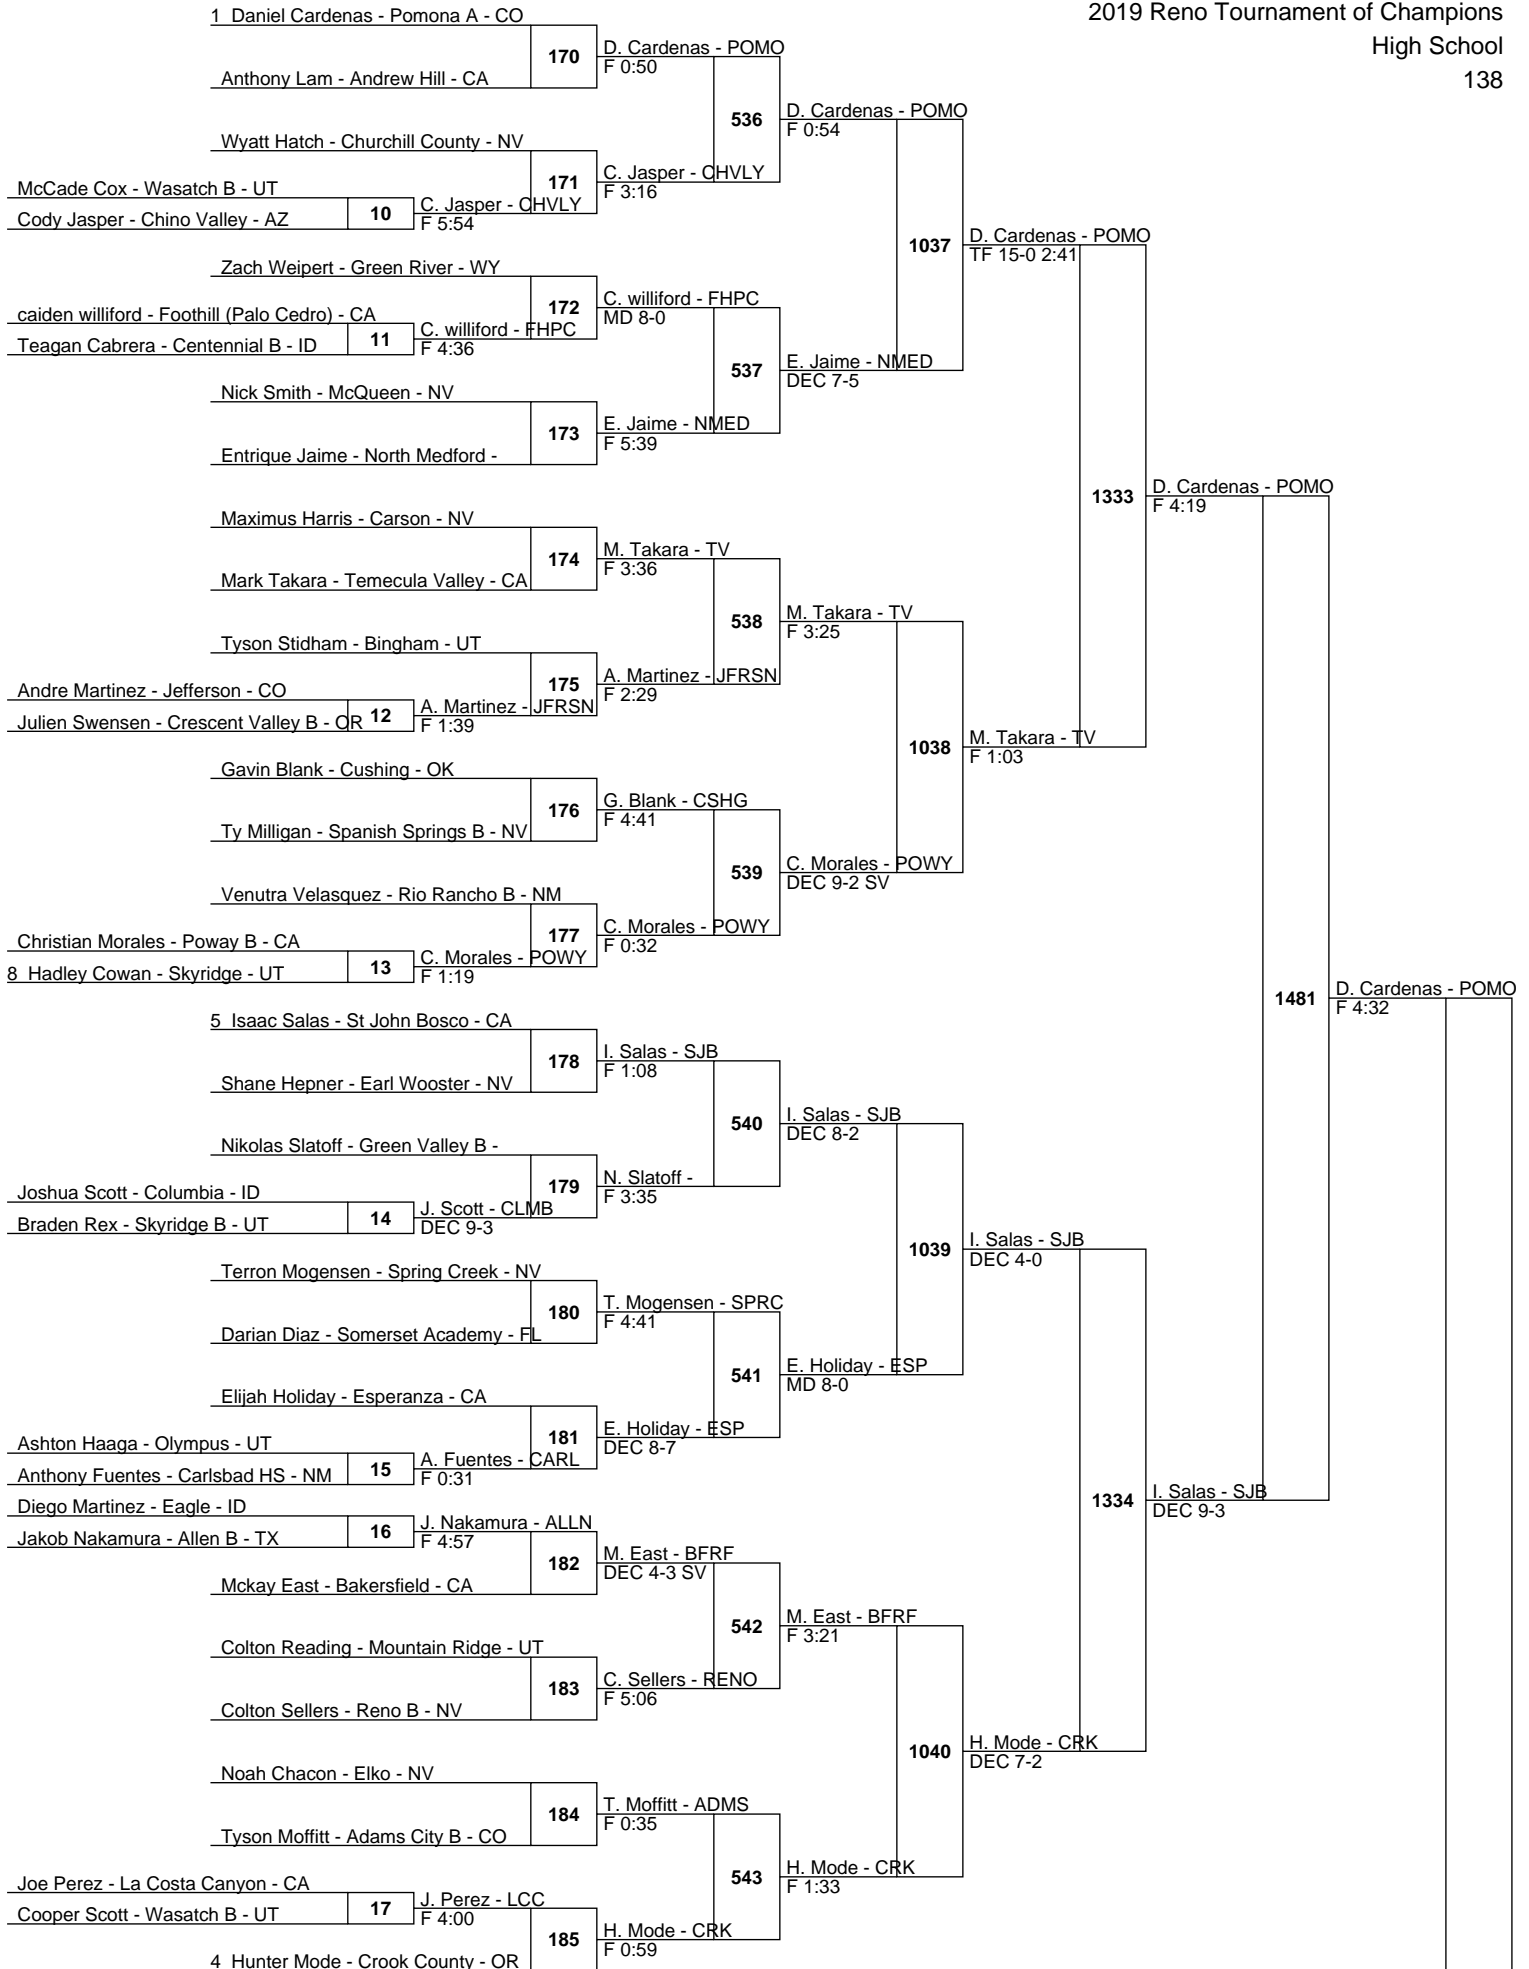 2019 Reno Tournament of Champions
High School
138
1 Daniel Cardenas - Pomona A - CO
170
D. Cardenas - POMO
F 0:50
Anthony Lam - Andrew Hill - CA
536
D. Cardenas - POMO
F 0:54
Wyatt Hatch - Churchill County - NV
171
C. Jasper - CHVLY
F 3:16
McCade Cox - Wasatch B - UT
10
C. Jasper - CHVLY
F 5:54
Cody Jasper - Chino Valley - AZ
1037
D. Cardenas - POMO
TF 15-0 2:41
Zach Weipert - Green River - WY
172
C. williford - FHPC
MD 8-0
caiden williford - Foothill (Palo Cedro) - CA
11
C. williford - FHPC
F 4:36
Teagan Cabrera - Centennial B - ID
537
E. Jaime - NMED
DEC 7-5
Nick Smith - McQueen - NV
173
E. Jaime - NMED
F 5:39
Entrique Jaime - North Medford -
1333
D. Cardenas - POMO
F 4:19
Maximus Harris - Carson - NV
174
M. Takara - TV
F 3:36
Mark Takara - Temecula Valley - CA
538
M. Takara - TV
F 3:25
Tyson Stidham - Bingham - UT
175
A. Martinez - JFRSN
F 2:29
Andre Martinez - Jefferson - CO
12
A. Martinez - JFRSN
F 1:39
Julien Swensen - Crescent Valley B - OR
1038
M. Takara - TV
F 1:03
Gavin Blank - Cushing - OK
176
G. Blank - CSHG
F 4:41
Ty Milligan - Spanish Springs B - NV
539
C. Morales - POWY
DEC 9-2 SV
Venutra Velasquez - Rio Rancho B - NM
177
C. Morales - POWY
F 0:32
Christian Morales - Poway B - CA
13
C. Morales - POWY
F 1:19
8 Hadley Cowan - Skyridge - UT
1481
D. Cardenas - POMO
F 4:32
5 Isaac Salas - St John Bosco - CA
178
I. Salas - SJB
F 1:08
Shane Hepner - Earl Wooster - NV
540
I. Salas - SJB
DEC 8-2
Nikolas Slatoff - Green Valley B -
179
N. Slatoff -
F 3:35
Joshua Scott - Columbia - ID
14
J. Scott - CLMB
DEC 9-3
Braden Rex - Skyridge B - UT
1039
I. Salas - SJB
DEC 4-0
Terron Mogensen - Spring Creek - NV
180
T. Mogensen - SPRC
F 4:41
Darian Diaz - Somerset Academy - FL
541
E. Holiday - ESP
MD 8-0
Elijah Holiday - Esperanza - CA
181
E. Holiday - ESP
DEC 8-7
Ashton Haaga - Olympus - UT
15
A. Fuentes - CARL
F 0:31
Anthony Fuentes - Carlsbad HS - NM
1334
I. Salas - SJB
DEC 9-3
Diego Martinez - Eagle - ID
16
J. Nakamura - ALLN
F 4:57
Jakob Nakamura - Allen B - TX
182
M. East - BFRF
DEC 4-3 SV
Mckay East - Bakersfield - CA
542
M. East - BFRF
F 3:21
Colton Reading - Mountain Ridge - UT
183
C. Sellers - RENO
F 5:06
Colton Sellers - Reno B - NV
1040
H. Mode - CRK
DEC 7-2
Noah Chacon - Elko - NV
184
T. Moffitt - ADMS
F 0:35
Tyson Moffitt - Adams City B - CO
543
H. Mode - CRK
F 1:33
Joe Perez - La Costa Canyon - CA
17
J. Perez - LCC
F 4:00
Cooper Scott - Wasatch B - UT
185
H. Mode - CRK
F 0:59
4 Hunter Mode - Crook County - OR